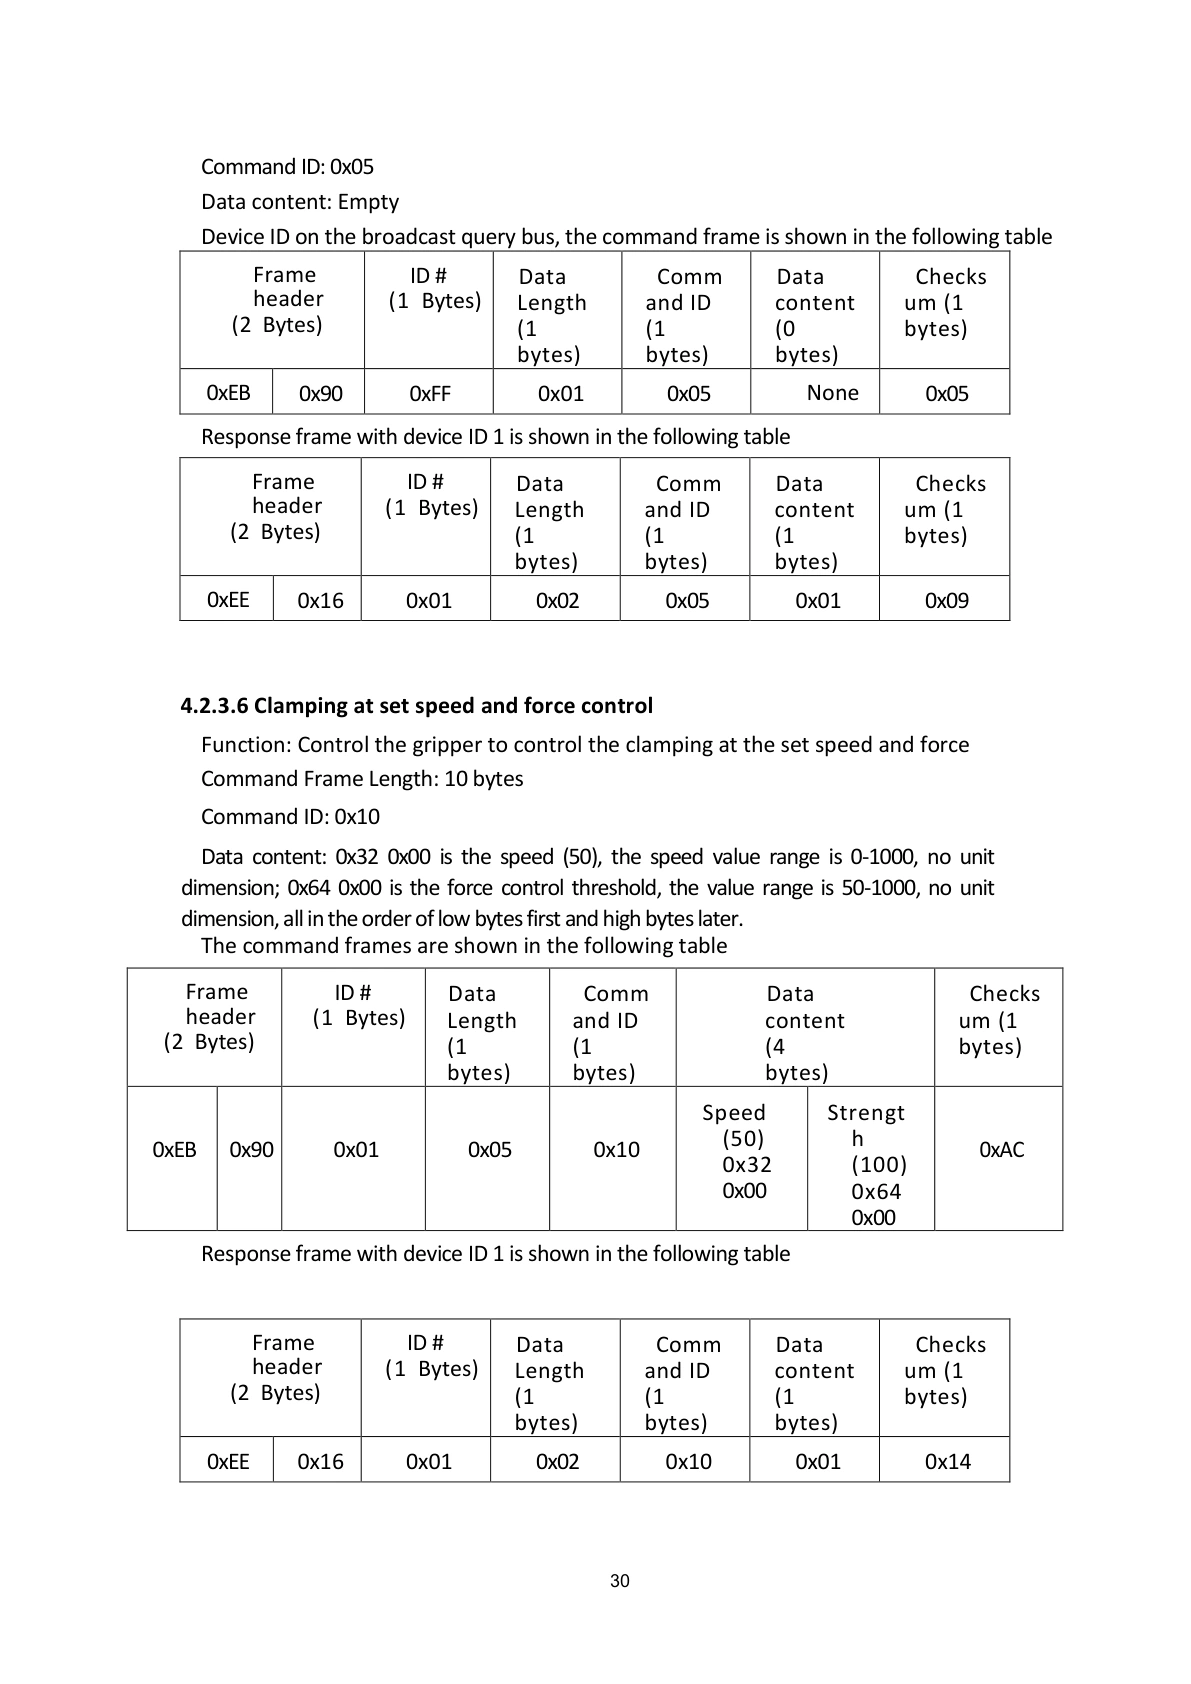 Command ID: 0x05
Data content: Empty
Device ID on the broadcast query bus, the command frame is shown in the following table
Frame
header
(2 Bytes)
ID #
(1 Bytes)
Data
Length
(1
bytes)
Comm
and ID
(1
bytes)
Data
content
(0
bytes)
Checks
um (1
bytes)
0xEB
0x90
0xFF
0x01
0x05
None
0x05
Response frame with device ID 1 is shown in the following table
Frame
header
(2 Bytes)
ID #
(1 Bytes)
Data
Length
(1
bytes)
Comm
and ID
(1
bytes)
Data
content
(1
bytes)
Checks
um (1
bytes)
0xEE
0x16
0x01
0x02
0x05
0x01
0x09
4.2.3.6 Clamping at set speed and force control
Function: Control the gripper to control the clamping at the set speed and force
Command Frame Length: 10 bytes
Command ID: 0x10
Data content: 0x32 0x00 is the speed (50), the speed value range is 0-1000, no unit
dimension; 0x64 0x00 is the force control threshold, the value range is 50-1000, no unit
dimension, all in the order of low bytes first and high bytes later.
The command frames are shown in the following table
Frame
header
(2 Bytes)
ID #
(1 Bytes)
Data
Length
(1
bytes)
Comm
and ID
(1
bytes)
Data
content
(4
bytes)
Checks
um (1
bytes)
0xEB
0x90
0x01
0x05
0x10
Speed
(50)
0x32
0x00
Strengt
h
(100)
0x64
0x00
0xAC
Response frame with device ID 1 is shown in the following table
Frame
header
(2 Bytes)
ID #
(1 Bytes)
Data
Length
(1
bytes)
Comm
and ID
(1
bytes)
Data
content
(1
bytes)
Checks
um (1
bytes)
0xEE
0x16
0x01
0x02
0x10
0x01
0x14
30